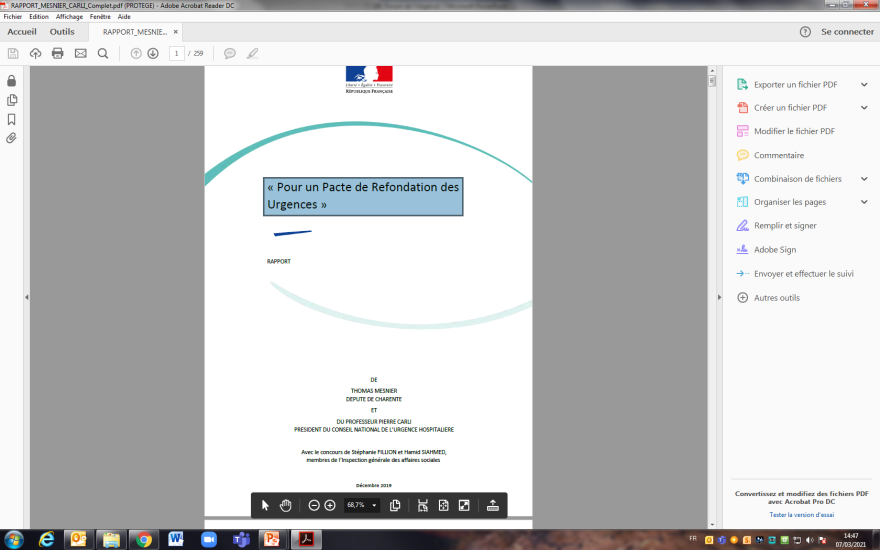 RAPPORT_MESNIER_CARLI_Complet.pdf (PROTEGE) - Adobe Acrobat Reader DC
Fichier Edition Affichage Fenêtre Aide
Accueil Outils RAPPORT_MESNIE... × Se connecter
1 / 259
Liberté • Égalité • Fraternité
RÉPUBLIQUE FRANÇAISE
« Pour un Pacte de Refondation des
Urgences »
RAPPORT
DE
THOMAS MESNIER
DEPUTE DE CHARENTE
ET
DU PROFESSEUR PIERRE CARLI
PRESIDENT DU CONSEIL NATIONAL DE L'URGENCE HOSPITALIERE
Avec le concours de Stéphanie FILLION et Hamid SIAHMED,
membres de l'Inspection générale des affaires sociales
Décembre 2019
68,7%
Exporter un fichier PDF
Créer un fichier PDF
Modifier le fichier PDF
Commentaire
Combinaison de fichiers
Organiser les pages
Remplir et signer
Adobe Sign
Envoyer et effectuer le suivi
Autres outils
Convertissez et modifiez des fichiers PDF
avec Acrobat Pro DC
Tester la version d'essai
FR
14:47
07/03/2021